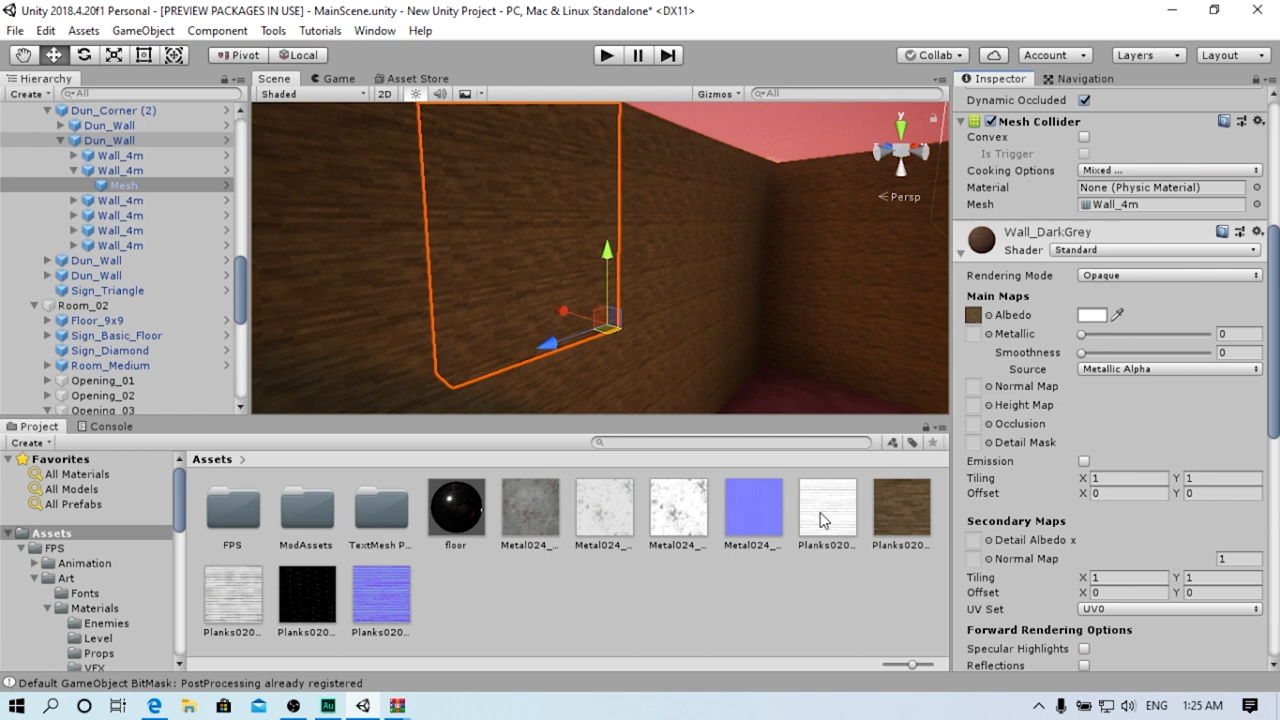 Unity 2018.4.20f1 Personal - [PREVIEW PACKAGES IN USE] - MainScene.unity - New Unity Project - PC, Mac & Linux Standalone* <DX11>
File Edit Assets GameObject Component Tools Tutorials Window Help
Pivot Local Collab Account Layers Layout
Hierarchy Scene Game Asset Store Inspector Navigation
Create All Shaded 2D Gizmos All
Dun_Corner (2)
Dun_Wall
Dun_Wall
Wall_4m
Wall_4m
Mesh
Wall_4m
Wall_4m
Wall_4m
Wall_4m
Dun_Wall
Dun_Wall
Sign_Triangle
Room_02
Floor_9x9
Sign_Basic_Floor
Sign_Diamond
Room_Medium
Opening_01
Opening_02
Opening_03
y
Persp
Dynamic Occluded
Mesh Collider
Convex
Is Trigger
Cooking Options Mixed ...
Material None (Physic Material)
Mesh Wall_4m
Wall_DarkGrey
Shader Standard
Rendering Mode Opaque
Main Maps
Albedo
Metallic 0
Smoothness 0
Source Metallic Alpha
Normal Map
Height Map
Occlusion
Detail Mask
Emission
Tiling X 1 Y 1
Offset X 0 Y 0
Secondary Maps
Detail Albedo x
Normal Map 1
Tiling X 1 Y 1
Offset X 0 Y 0
UV Set UV0
Forward Rendering Options
Specular Highlights
Reflections
Project Console
Create
Favorites
All Materials
All Models
All Prefabs
Assets
FPS
Animation
Art
Fonts
Materials
Enemies
Level
Props
VFX
Assets
FPS ModAssets TextMesh P... floor Metal024_... Metal024_... Metal024_... Metal024_... Planks020... Planks020...
Planks020... Planks020... Planks020...
Default GameObject BitMask: PostProcessing already registered
Au ENG 1:25 AM